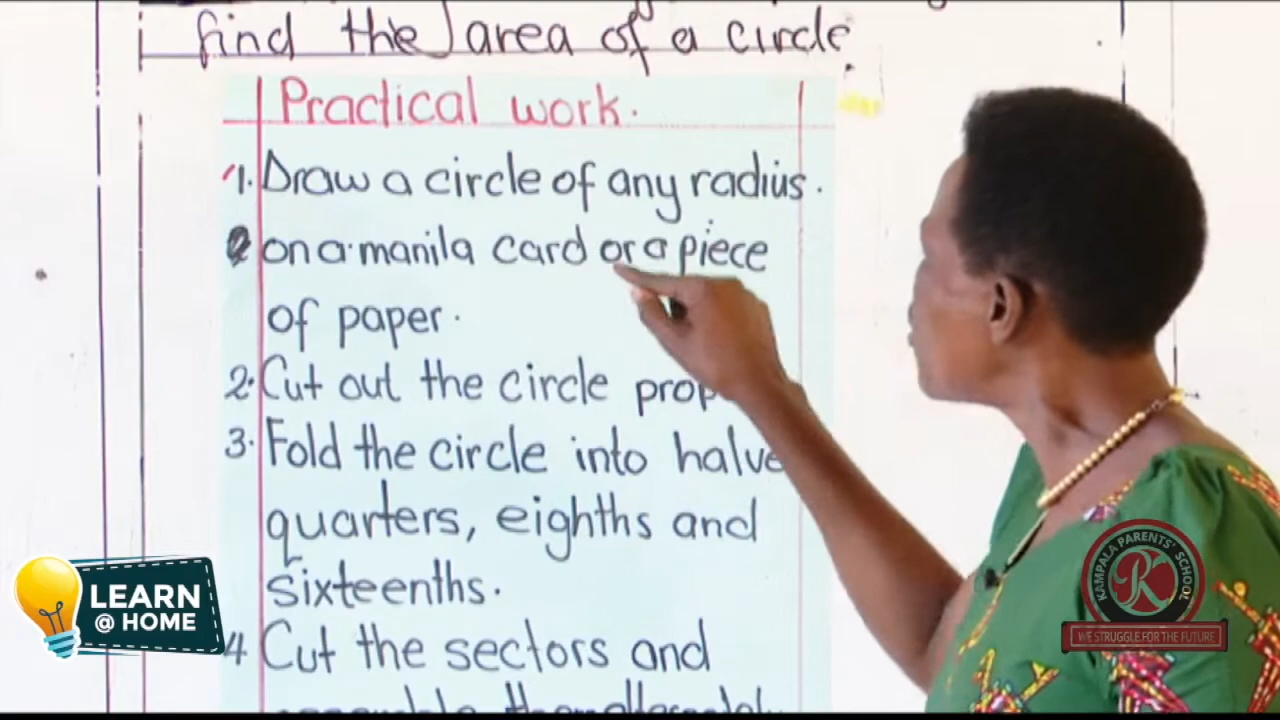 find the area of a circle.
Practical work.
1. Draw a circle of any radius.
on a manila card or a piece
of paper.
2. Cut out the circle
3. Fold the circle into
quarters, eighths and
sixteenths.
4 Cut the sectors and
LEARN
@ HOME
KAMPALA PARENTS' SCHOOL
WE STRUGGLE FOR THE FUTURE